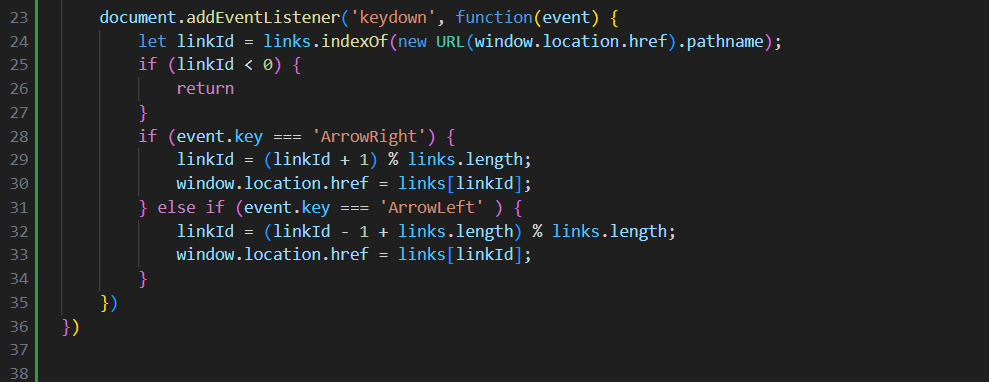 23 document.addEventListener('keydown', function(event) {
24 let linkId = links.indexOf(new URL(window.location.href).pathname);
25 if (linkId < 0) {
26 return
27 }
28 if (event.key === 'ArrowRight') {
29 linkId = (linkId + 1) % links.length;
30 window.location.href = links[linkId];
31 } else if (event.key === 'ArrowLeft' ) {
32 linkId = (linkId - 1 + links.length) % links.length;
33 window.location.href = links[linkId];
34 }
35 })
36 })
37
38